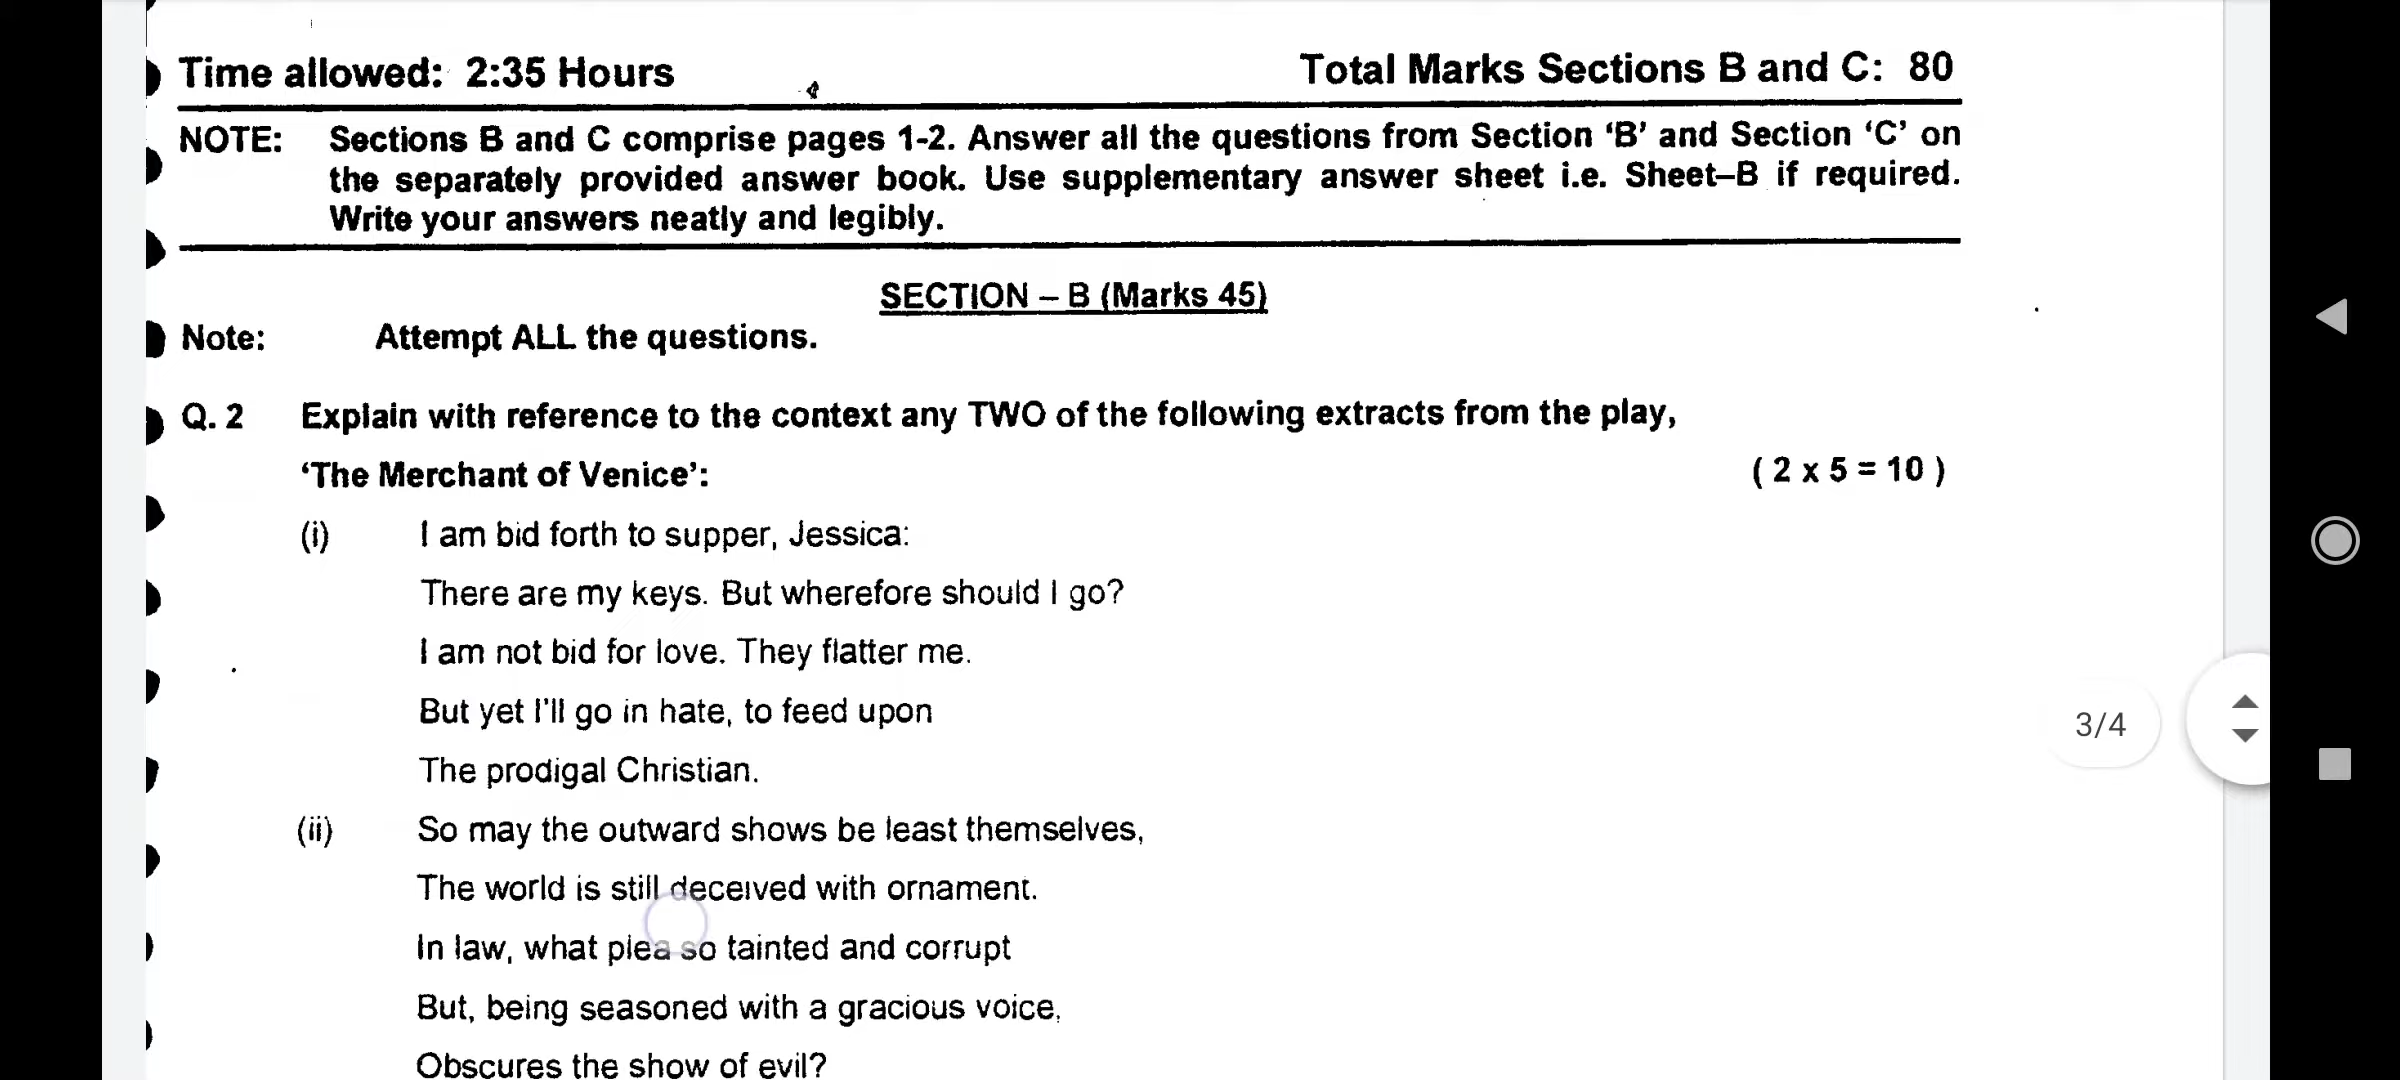 Time allowed: 2:35 Hours Total Marks Sections B and C: 80
NOTE: Sections B and C comprise pages 1-2. Answer all the questions from Section ‘B’ and Section ‘C’ on
the separately provided answer book. Use supplementary answer sheet i.e. Sheet–B if required.
Write your answers neatly and legibly.
SECTION – B (Marks 45)
Note: Attempt ALL the questions.
Q. 2 Explain with reference to the context any TWO of the following extracts from the play,
‘The Merchant of Venice’: ( 2 x 5 = 10 )
(i) I am bid forth to supper, Jessica:
There are my keys. But wherefore should I go?
I am not bid for love. They flatter me.
But yet I’ll go in hate, to feed upon
The prodigal Christian.
3/4
(ii) So may the outward shows be least themselves,
The world is still deceived with ornament.
In law, what plea so tainted and corrupt
But, being seasoned with a gracious voice,
Obscures the show of evil?